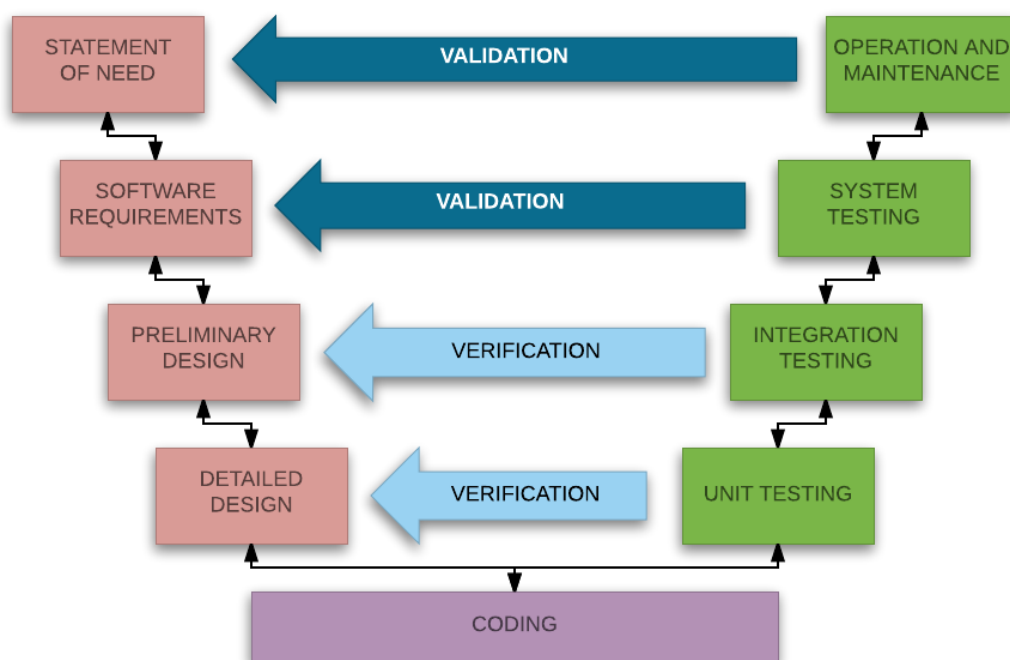 STATEMENT
OF NEED
VALIDATION
OPERATION AND
MAINTENANCE
SOFTWARE
REQUIREMENTS
VALIDATION
SYSTEM
TESTING
PRELIMINARY
DESIGN
VERIFICATION
INTEGRATION
TESTING
DETAILED
DESIGN
VERIFICATION
UNIT TESTING
CODING